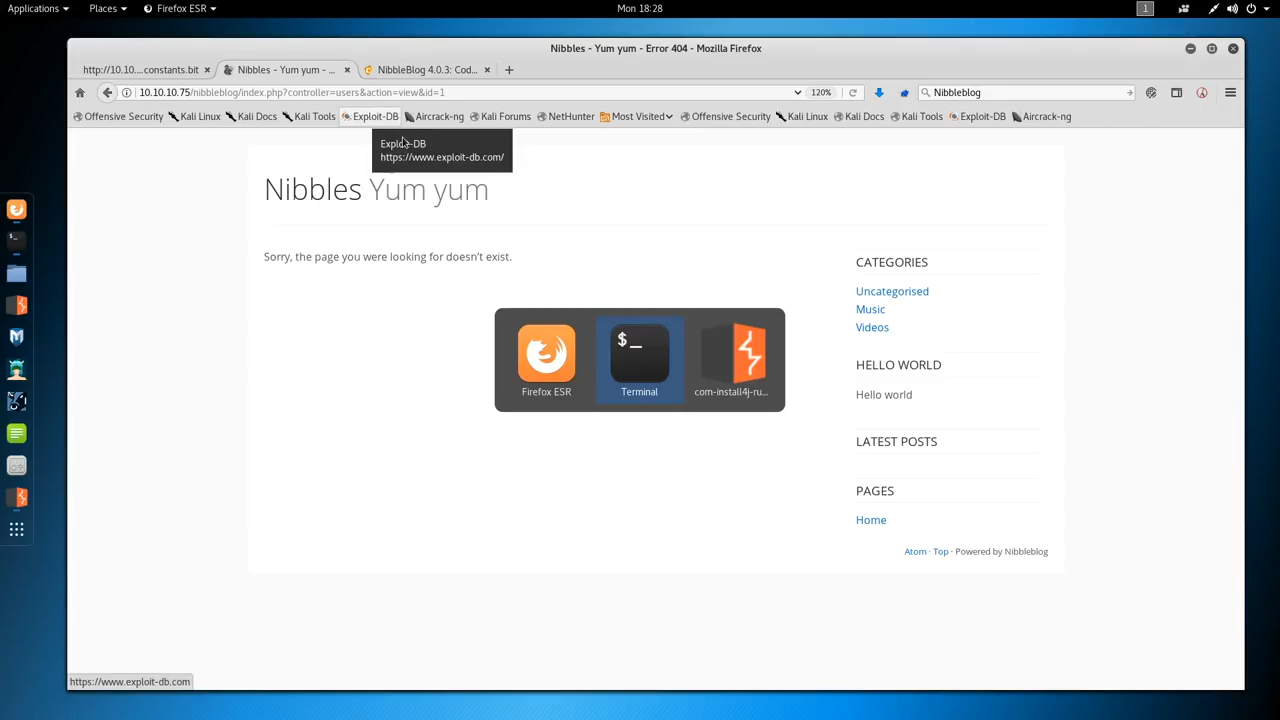 Applications Places Firefox ESR Mon 18:28 1
Nibbles - Yum yum - Error 404 - Mozilla Firefox
http://10.10....constants.bit × Nibbles - Yum yum - ... × NibbleBlog 4.0.3: Cod... × +
10.10.10.75/nibbleblog/index.php?controller=users&action=view&id=1 120% Nibbleblog
Offensive Security Kali Linux Kali Docs Kali Tools Exploit-DB Aircrack-ng Kali Forums NetHunter Most Visited Offensive Security Kali Linux Kali Docs Kali Tools Exploit-DB Aircrack-ng
Exploit-DB
https://www.exploit-db.com/
Nibbles Yum yum
Sorry, the page you were looking for doesn't exist.
CATEGORIES
Uncategorised
Music
Videos
HELLO WORLD
Hello world
LATEST POSTS
PAGES
Home
Atom · Top · Powered by Nibbleblog
$_
Firefox ESR Terminal com-install4j-ru...
https://www.exploit-db.com